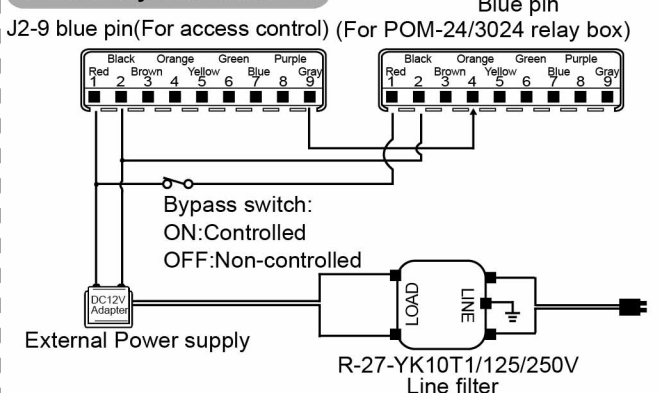 Blue pin
J2-9 blue pin(For access control) (For POM-24/3024 relay box)
Black Orange Green Purple
Red Brown Yellow Blue Gray
1 2 3 4 5 6 7 8 9
Black Orange Green Purple
Red Brown Yellow Blue Gray
1 2 3 4 5 6 7 8 9
Bypass switch:
ON:Controlled
OFF:Non-controlled
DC12V
Adapter
External Power supply
LOAD
LINE
R-27-YK10T1/125/250V
Line filter